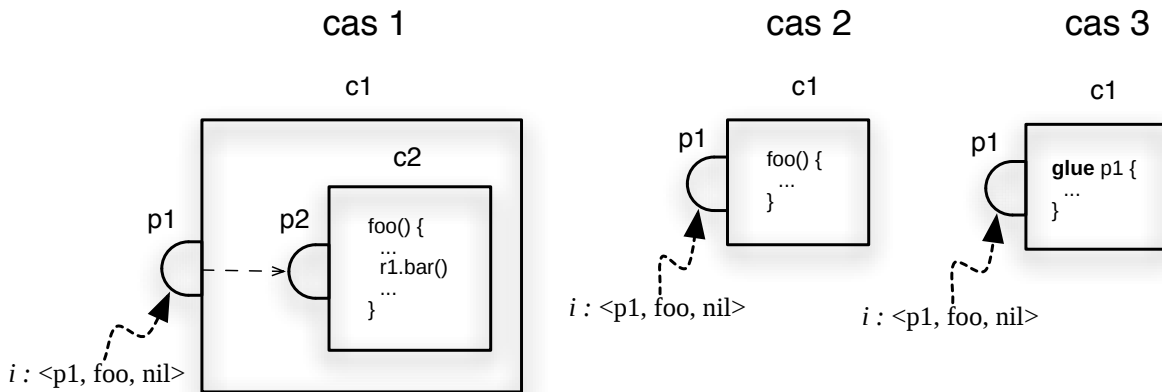 cas 1
c1
c2
p1
p2
foo() {
...
r1.bar()
...
}
i : <p1, foo, nil>
cas 2
c1
p1
foo() {
...
}
i : <p1, foo, nil>
cas 3
c1
p1
glue p1 {
...
}
i : <p1, foo, nil>